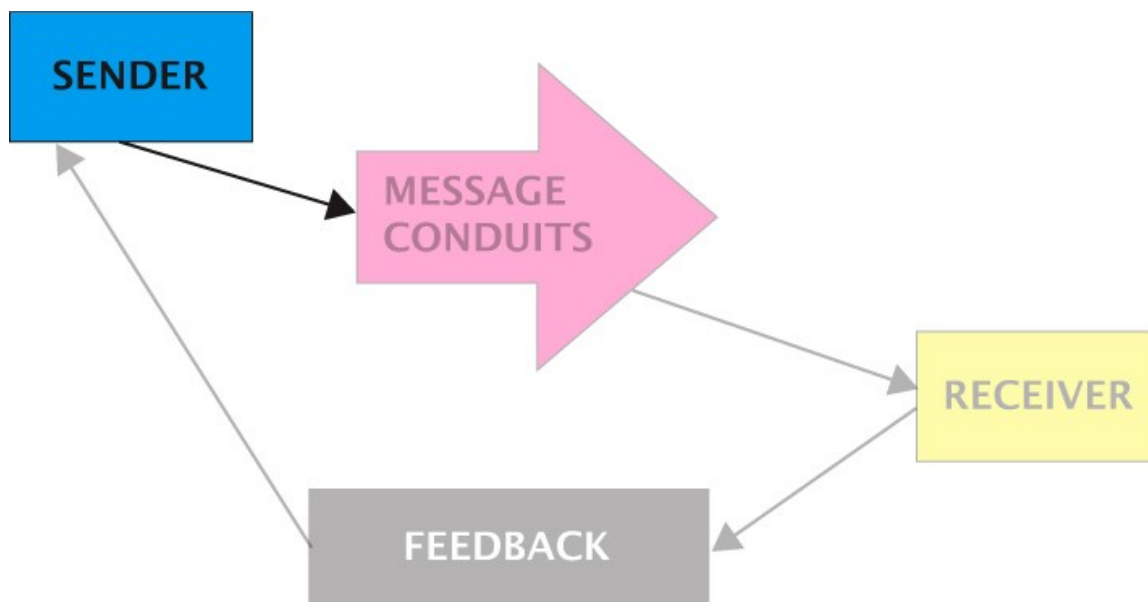 SENDER
MESSAGE
CONDUITS
RECEIVER
FEEDBACK